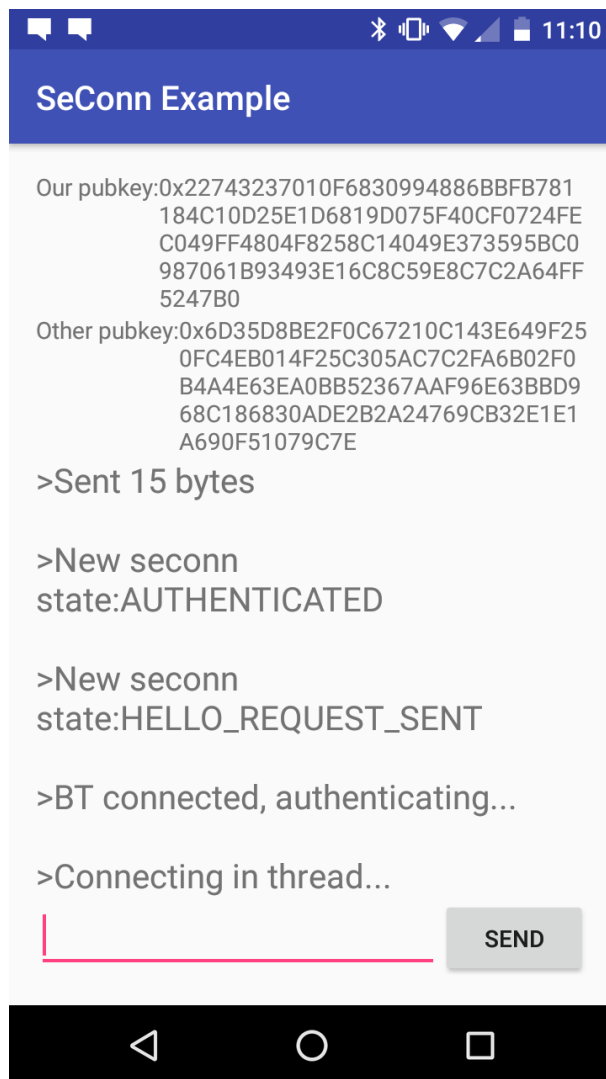 11:10
SeConn Example
Our pubkey:0x22743237010F6830994886BBFB781
184C10D25E1D6819D075F40CF0724FE
C049FF4804F8258C14049E373595BC0
987061B93493E16C8C59E8C7C2A64FF
5247B0
Other pubkey:0x6D35D8BE2F0C67210C143E649F25
0FC4EB014F25C305AC7C2FA6B02F0
B4A4E63EA0BB52367AAF96E63BBD9
68C186830ADE2B2A24769CB32E1E1
A690F51079C7E
>Sent 15 bytes
>New seconn
state:AUTHENTICATED
>New seconn
state:HELLO_REQUEST_SENT
>BT connected, authenticating...
>Connecting in thread...
SEND